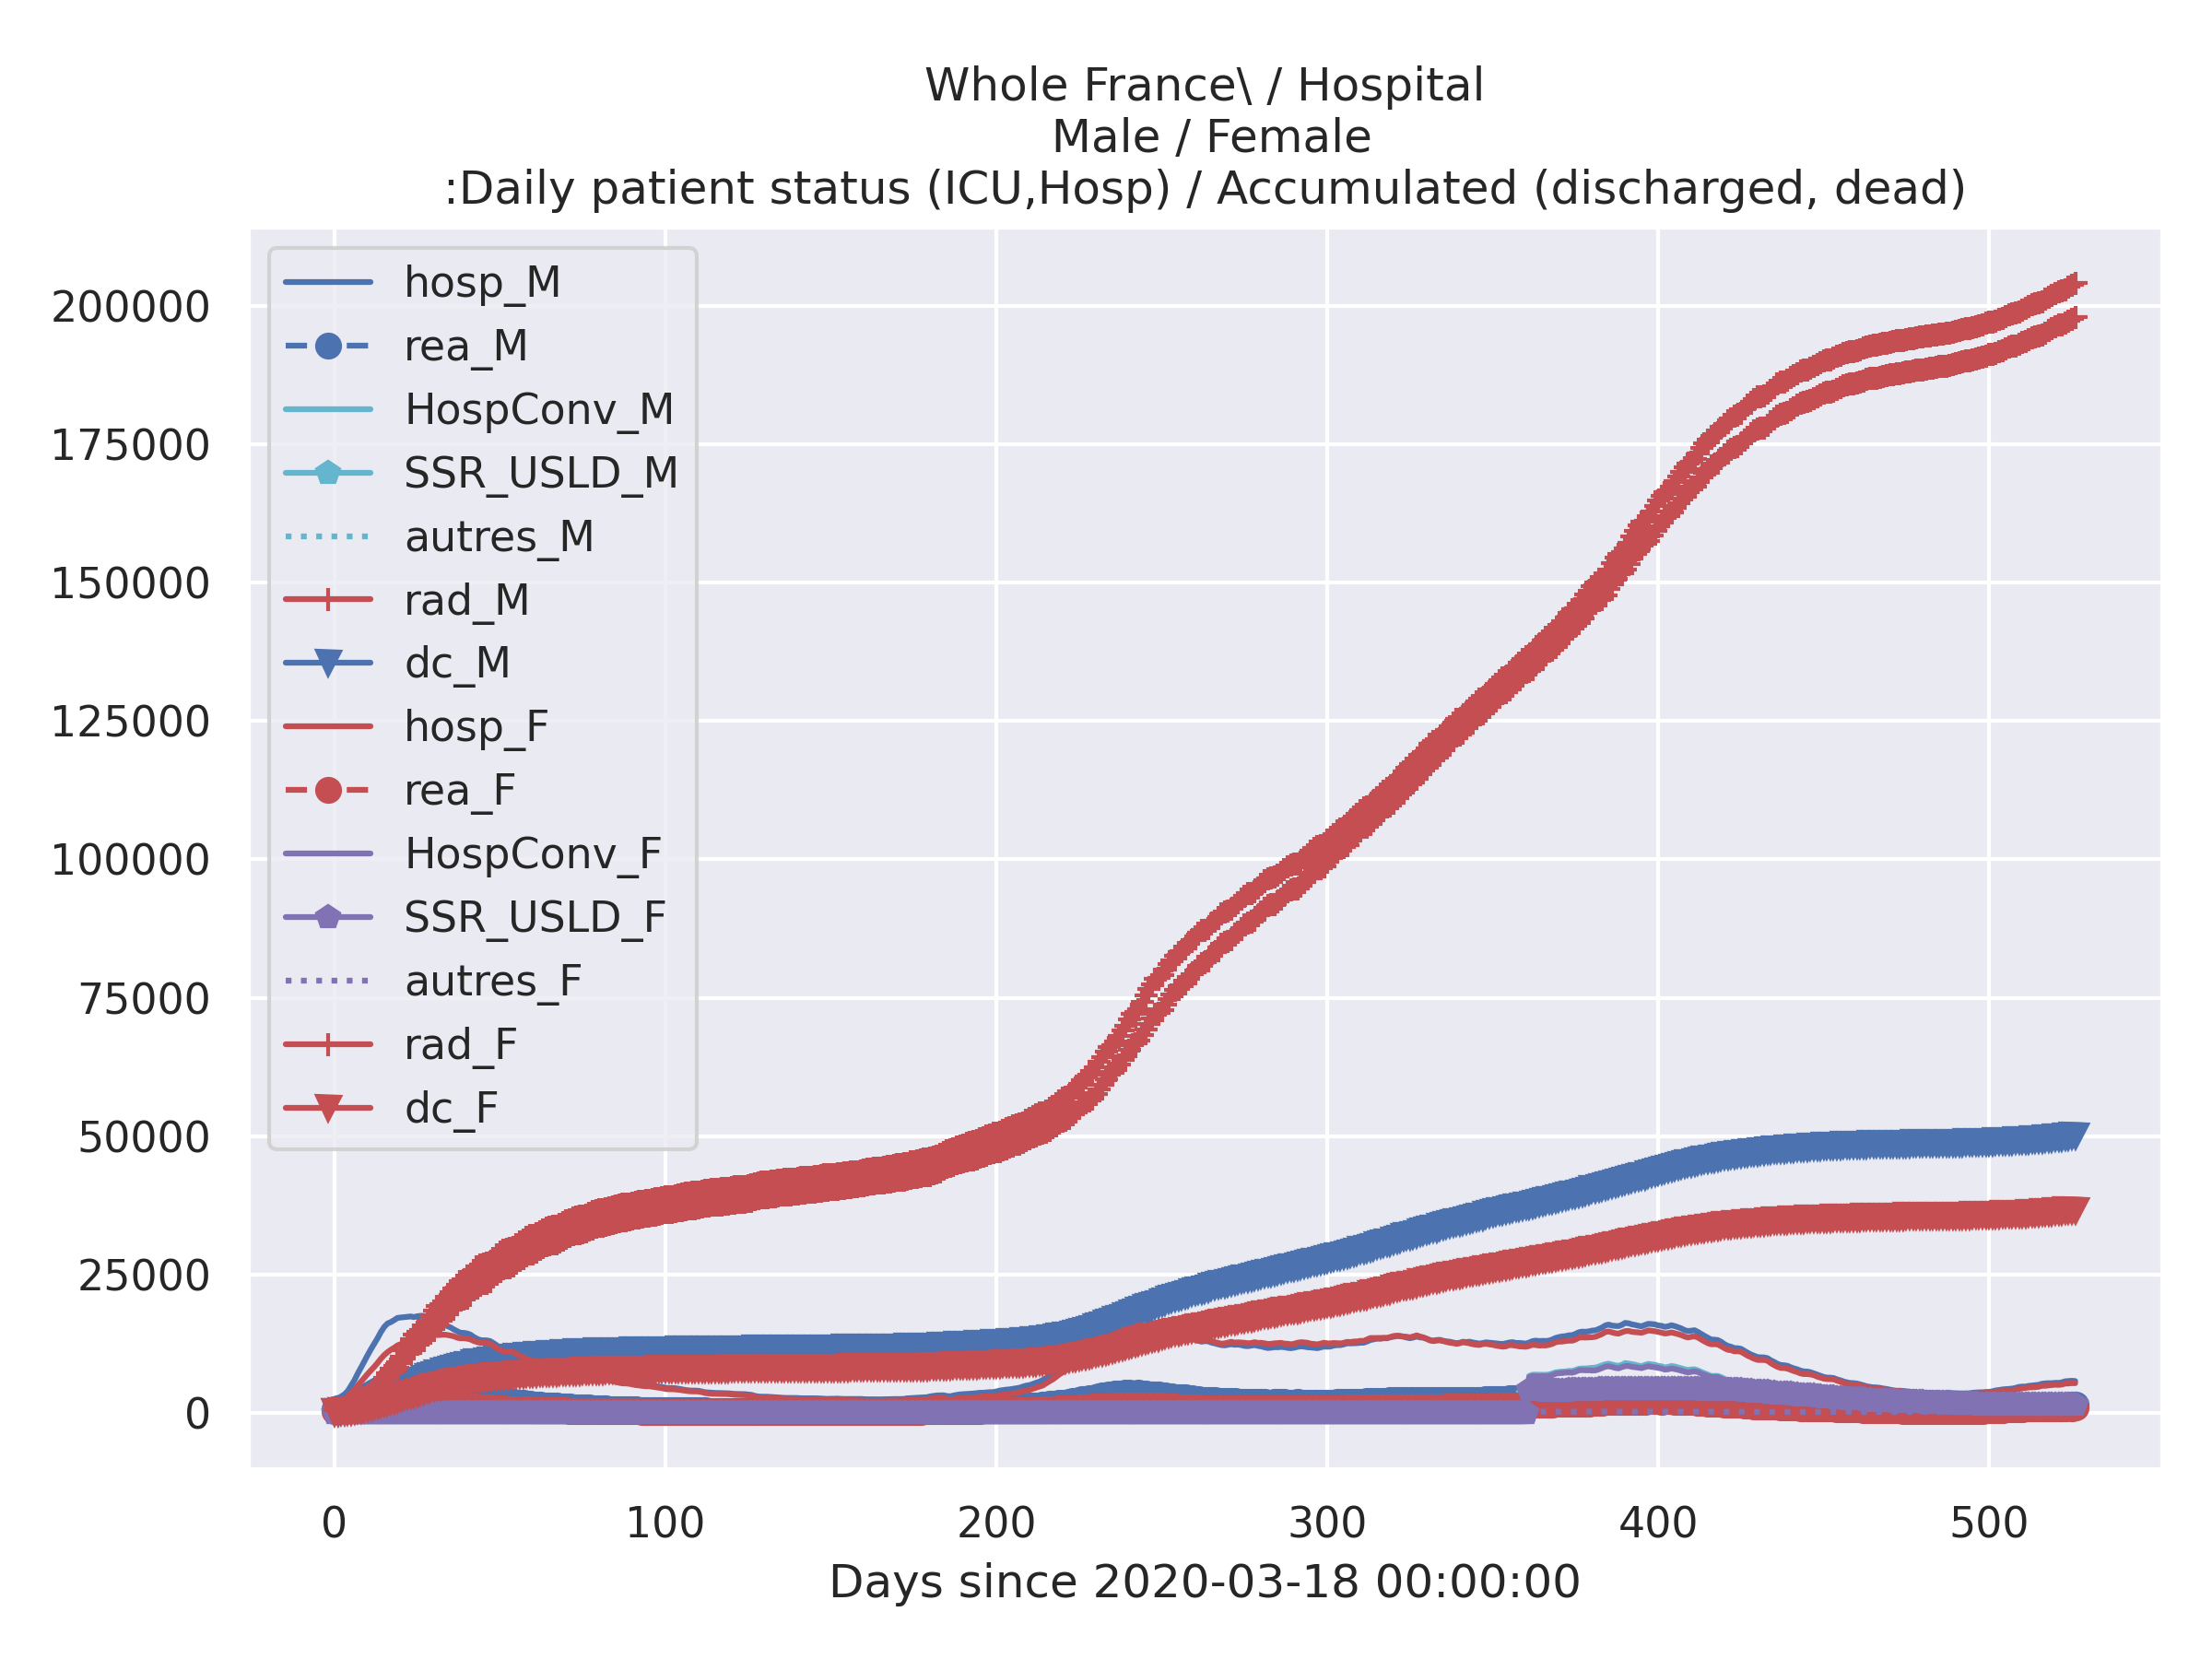 Whole France\ / Hospital
Male / Female
:Daily patient status (ICU,Hosp) / Accumulated (discharged, dead)
200000
175000
150000
125000
100000
75000
50000
25000
0
hosp_M
rea_M
HospConv_M
SSR_USLD_M
autres_M
rad_M
dc_M
hosp_F
rea_F
HospConv_F
SSR_USLD_F
autres_F
rad_F
dc_F
0 100 200 300 400 500
Days since 2020-03-18 00:00:00